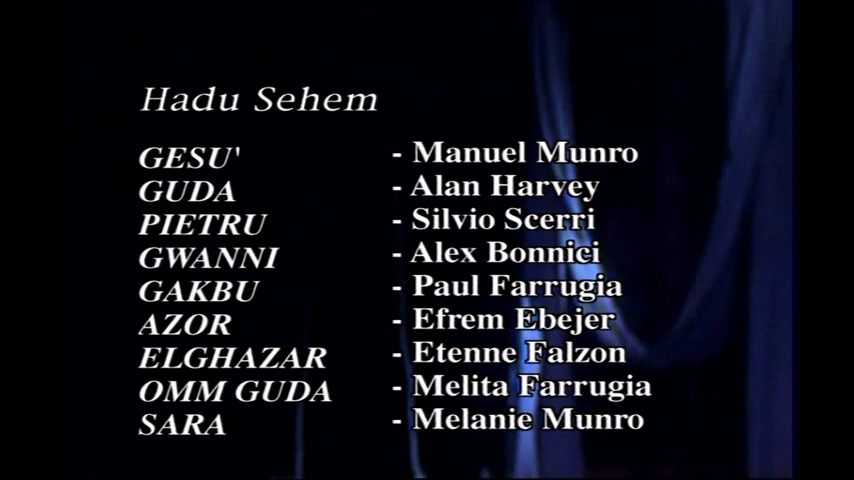 Hadu Sehem
GESU' - Manuel Munro
GUDA - Alan Harvey
PIETRU - Silvio Scerri
GWANNI - Alex Bonnici
GAKBU - Paul Farrugia
AZOR - Efrem Ebejer
ELGHAZAR - Etenne Falzon
OMM GUDA - Melita Farrugia
SARA - Melanie Munro